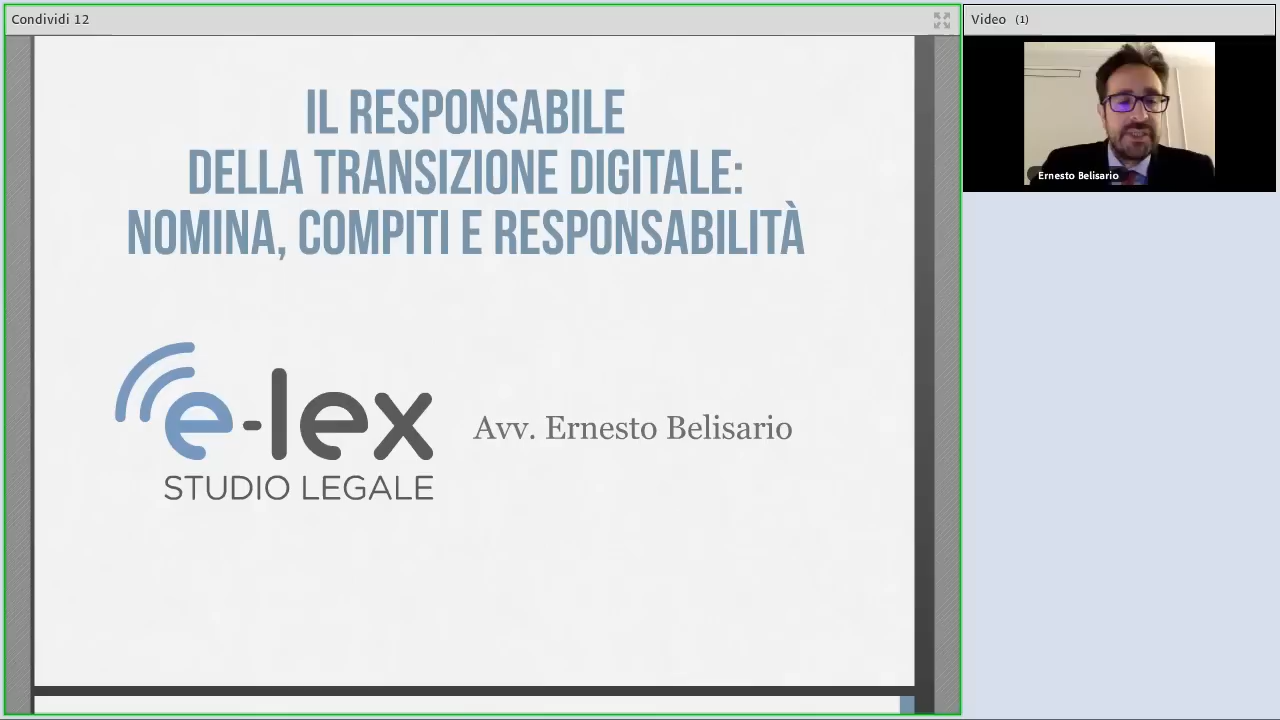 Condividi 12
Video (1)
IL RESPONSABILE
DELLA TRANSIZIONE DIGITALE:
NOMINA, COMPITI E RESPONSABILITÀ
e-lex
STUDIO LEGALE
Avv. Ernesto Belisario
Ernesto Belisario